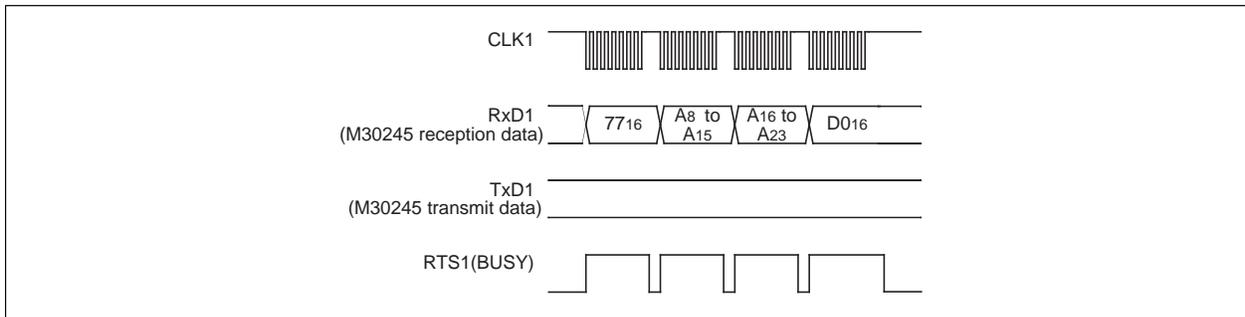 CLK1
RxD1
(M30245 reception data)
7716
A8 to
A15
A16 to
A23
D016
TxD1
(M30245 transmit data)
RTS1(BUSY)